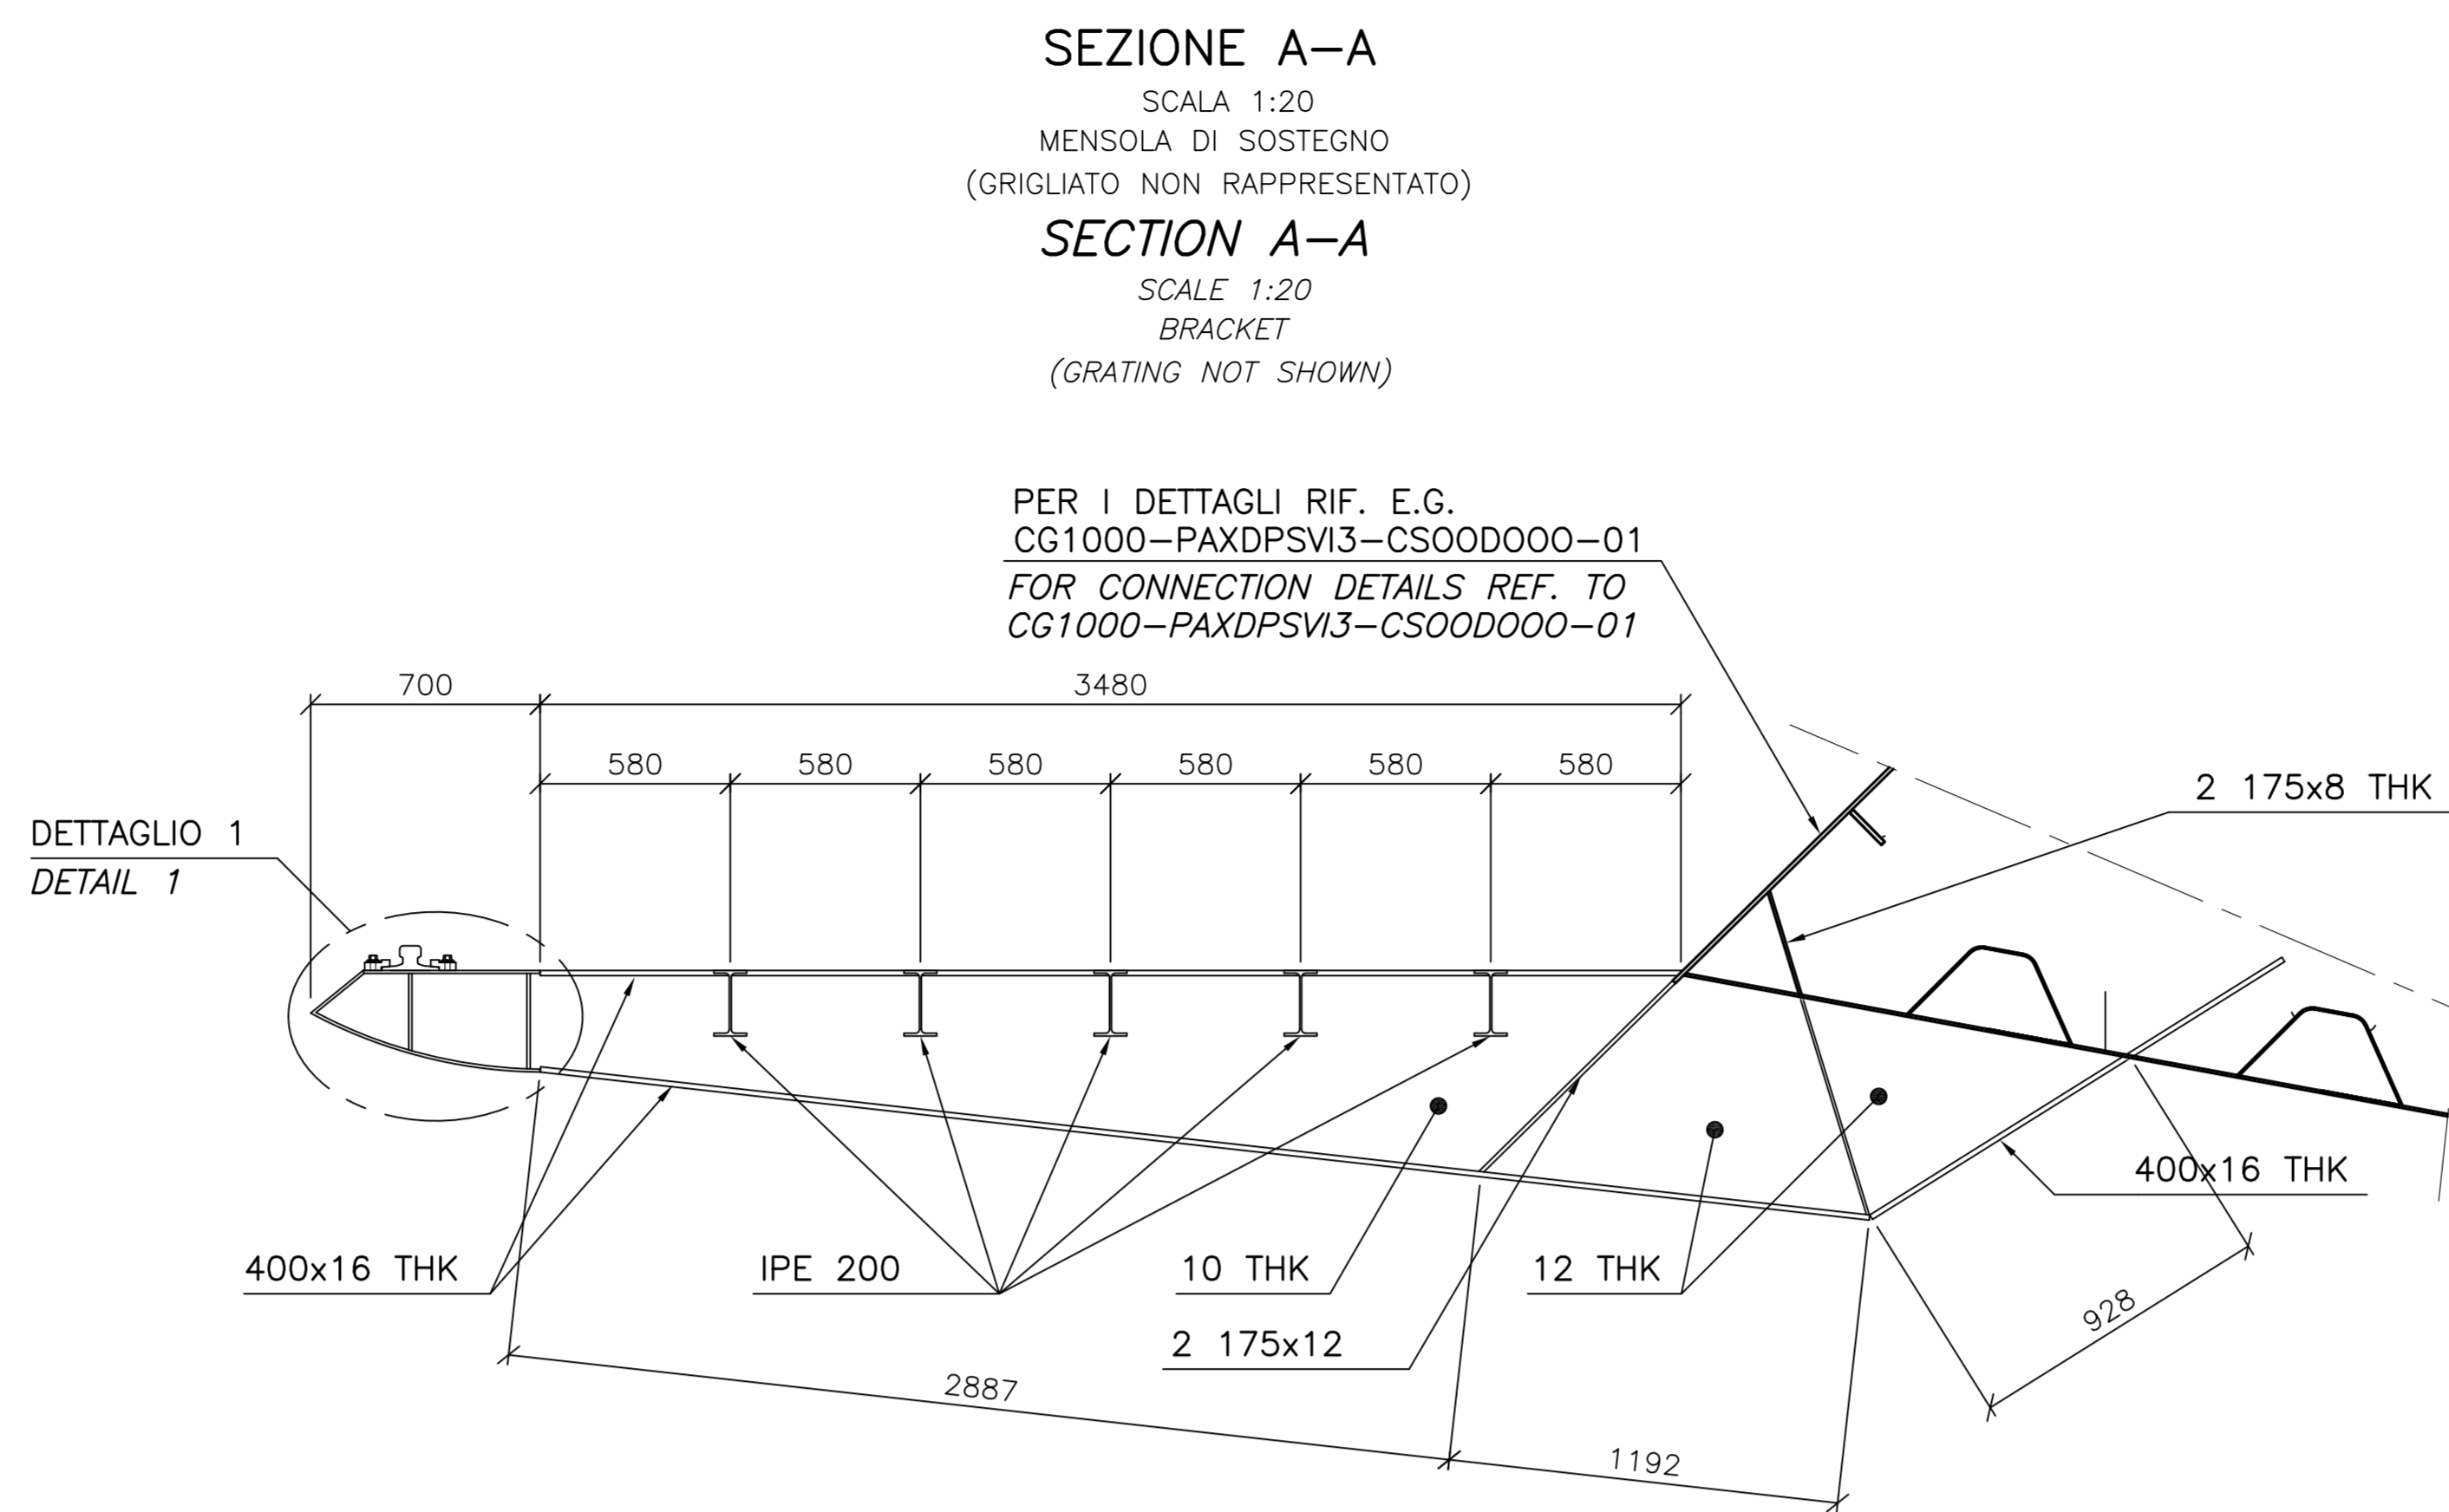 SEZIONE A–A
SCALA 1:20
MENSOLA DI SOSTEGNO
(GRIGLIATO NON RAPPRESENTATO)
SECTION A–A
SCALE 1:20
BRACKET
(GRATING NOT SHOWN)
PER I DETTAGLI RIF. E.G.
CG1000–PAXDPSVI3–CSOODOOO–01
FOR CONNECTION DETAILS REF. TO
CG1000–PAXDPSVI3–CSOODOOO–01
700
3480
580 580 580 580 580 580
2 175x8 THK
DETTAGLIO 1
DETAIL 1
400x16 THK
400x16 THK
IPE 200
10 THK
12 THK
2 175x12
928
2887
1192